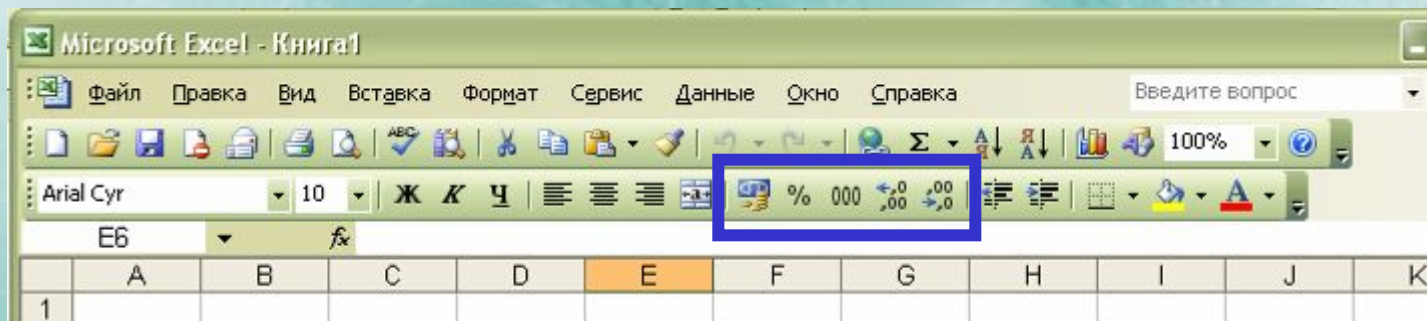 Microsoft Excel - Книга1
Файл Правка Вид Вставка Формат Сервис Данные Окно Справка Введите вопрос
ABC Σ А Я Я А 100% ?
Arial Cyr 10 Ж К Ч a % 000 ,0 ,00 ,00 ,0 А
E6 fx
A B C D E F G H I J K
1